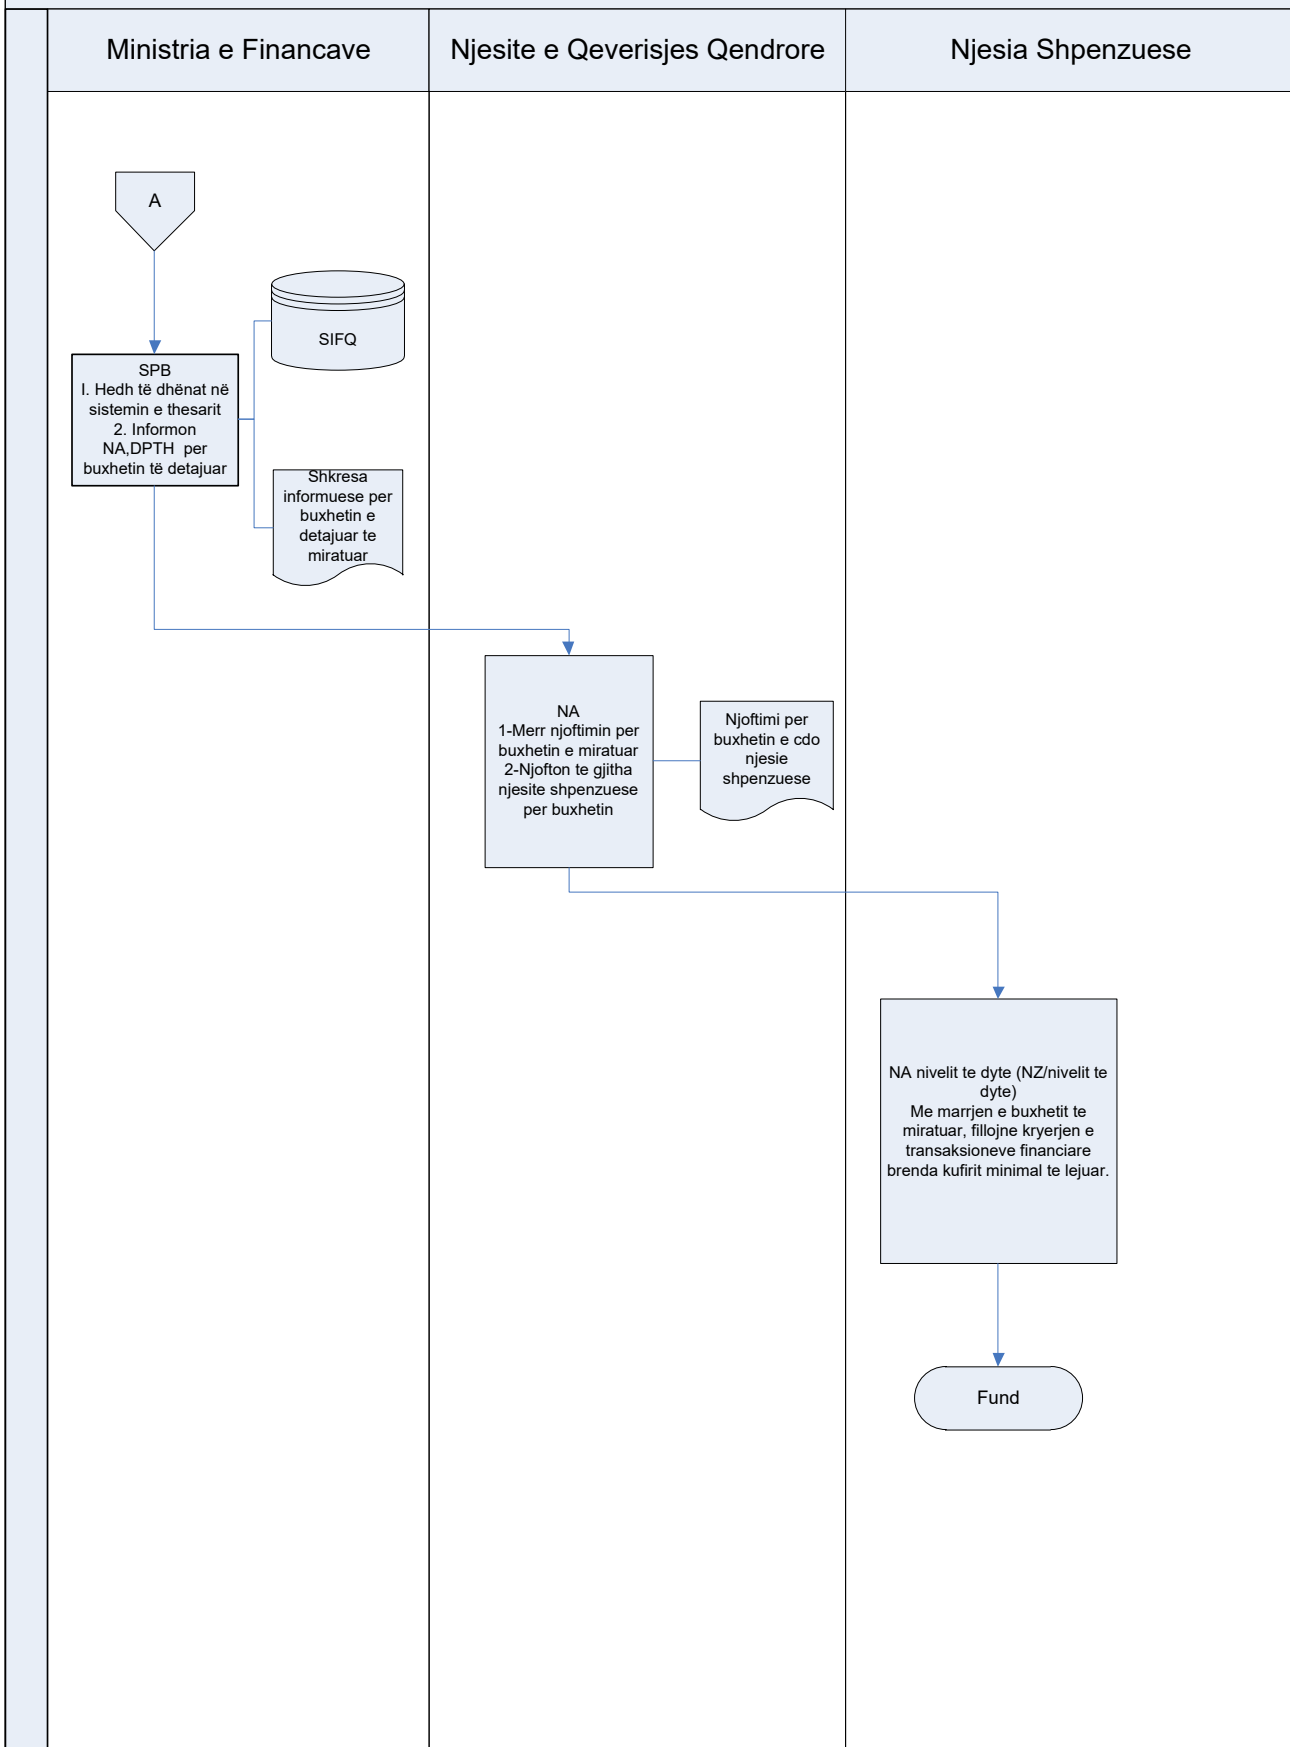 Ministria e Financave
Njesite e Qeverisjes Qendrore
Njesia Shpenzuese
A
SIFQ
SPB
I. Hedh të dhënat në
sistemin e thesarit
2. Informon
NA,DPTH per
buxhetin të detajuar
Shkresa
informuese per
buxhetin e
detajuar te
miratuar
NA
1-Merr njoftimin per
buxhetin e miratuar
2-Njofton te gjitha
njesite shpenzuese
per buxhetin
Njoftimi per
buxhetin e cdo
njesie
shpenzuese
NA nivelit te dyte (NZ/nivelit te
dyte)
Me marrjen e buxhetit te
miratuar, fillojne kryerjen e
transaksioneve financiare
brenda kufirit minimal te lejuar.
Fund